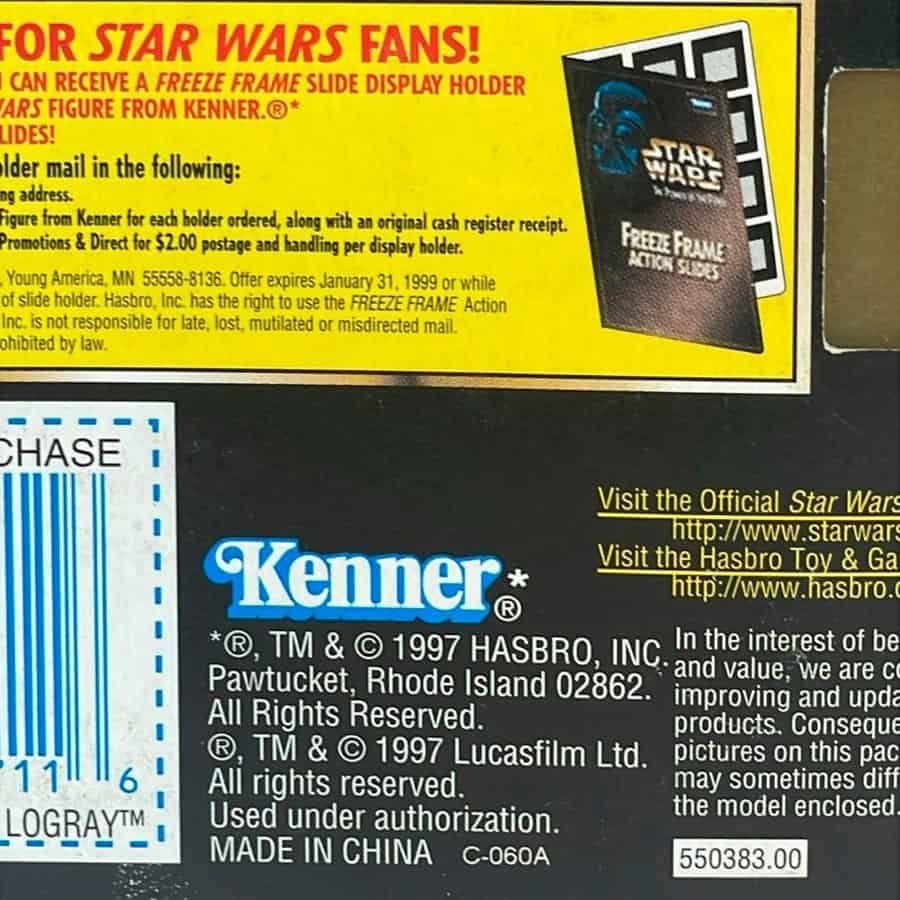 FOR STAR WARS FANS!
CAN RECEIVE A FREEZE FRAME SLIDE DISPLAY HOLDER
WARS FIGURE FROM KENNER.®*
LIDES!
older mail in the following:
ng address.
Figure from Kenner for each holder ordered, along with an original cash register receipt.
Promotions & Direct for $2.00 postage and handling per display holder.
, Young America, MN 55558-8136. Offer expires January 31, 1999 or while
of slide holder. Hasbro, Inc. has the right to use the FREEZE FRAME Action
Inc. is not responsible for late, lost, mutilated or misdirected mail.
ohibited by law.
Kenner
STAR
WARS
FREEZE FRAME
ACTION SLIDES
CHASE
711 6
LOGRAY™
Kenner®*
*®, TM & © 1997 HASBRO, INC.
Pawtucket, Rhode Island 02862.
All Rights Reserved.
®, TM & © 1997 Lucasfilm Ltd.
All rights reserved.
Used under authorization.
MADE IN CHINA C-060A
Visit the Official Star Wars
http://www.starwars
Visit the Hasbro Toy & Ga
http://www.hasbro.c
In the interest of be
and value, we are co
improving and upda
products. Conseque
pictures on this pac
may sometimes diff
the model enclosed.
550383.00